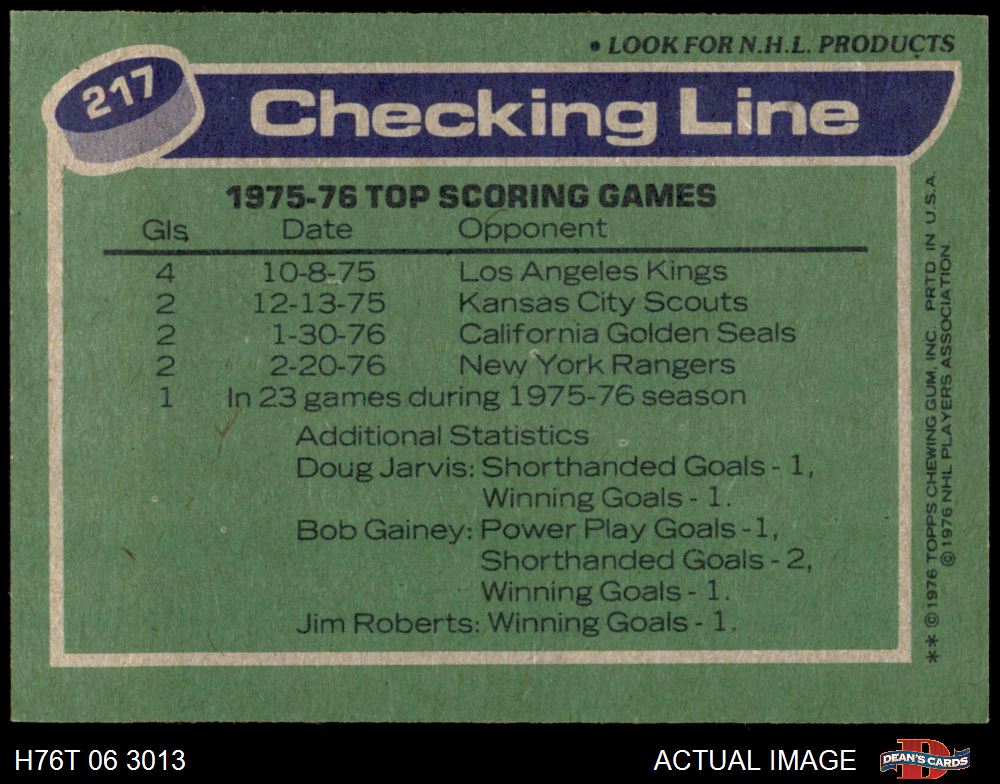 • LOOK FOR N.H.L. PRODUCTS
217
Checking Line
1975-76 TOP SCORING GAMES
Gls Date Opponent
4 10-8-75 Los Angeles Kings
2 12-13-75 Kansas City Scouts
2 1-30-76 California Golden Seals
2 2-20-76 New York Rangers
1 In 23 games during 1975-76 season
Additional Statistics
Doug Jarvis: Shorthanded Goals - 1,
Winning Goals - 1.
Bob Gainey: Power Play Goals - 1,
Shorthanded Goals - 2,
Winning Goals - 1.
Jim Roberts: Winning Goals - 1.
** © 1976 TOPPS CHEWING GUM, INC. PRTD IN U.S.A.
© 1976 NHL PLAYERS ASSOCIATION.
H76T 06 3013
ACTUAL IMAGE
DEAN'S CARDS